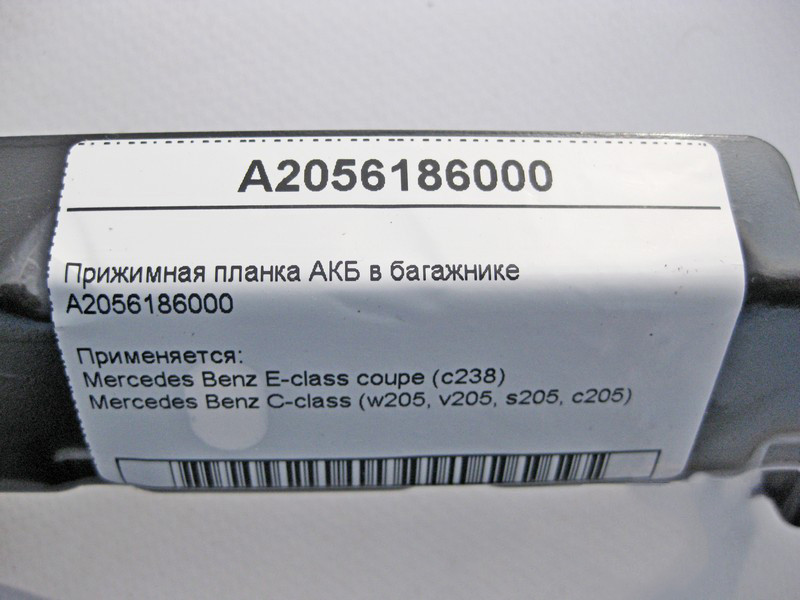 A2056186000
Прижимная планка АКБ в багажнике
A2056186000
Применяется:
Mercedes Benz E-class coupe (c238)
Mercedes Benz C-class (w205, v205, s205, c205)